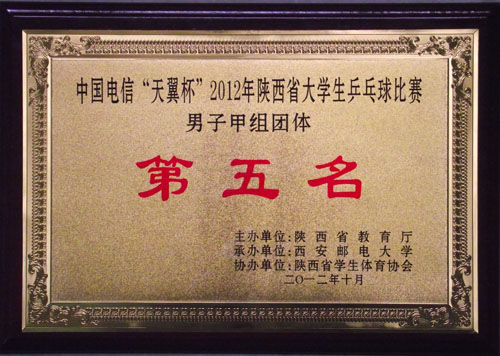 中国电信“天翼杯”2012年陕西省大学生乒乓球比赛
男子甲组团体
第五名
主办单位:陕西省教育厅
承办单位:西安邮电大学
协办单位:陕西省学生体育协会
二〇一二年十月